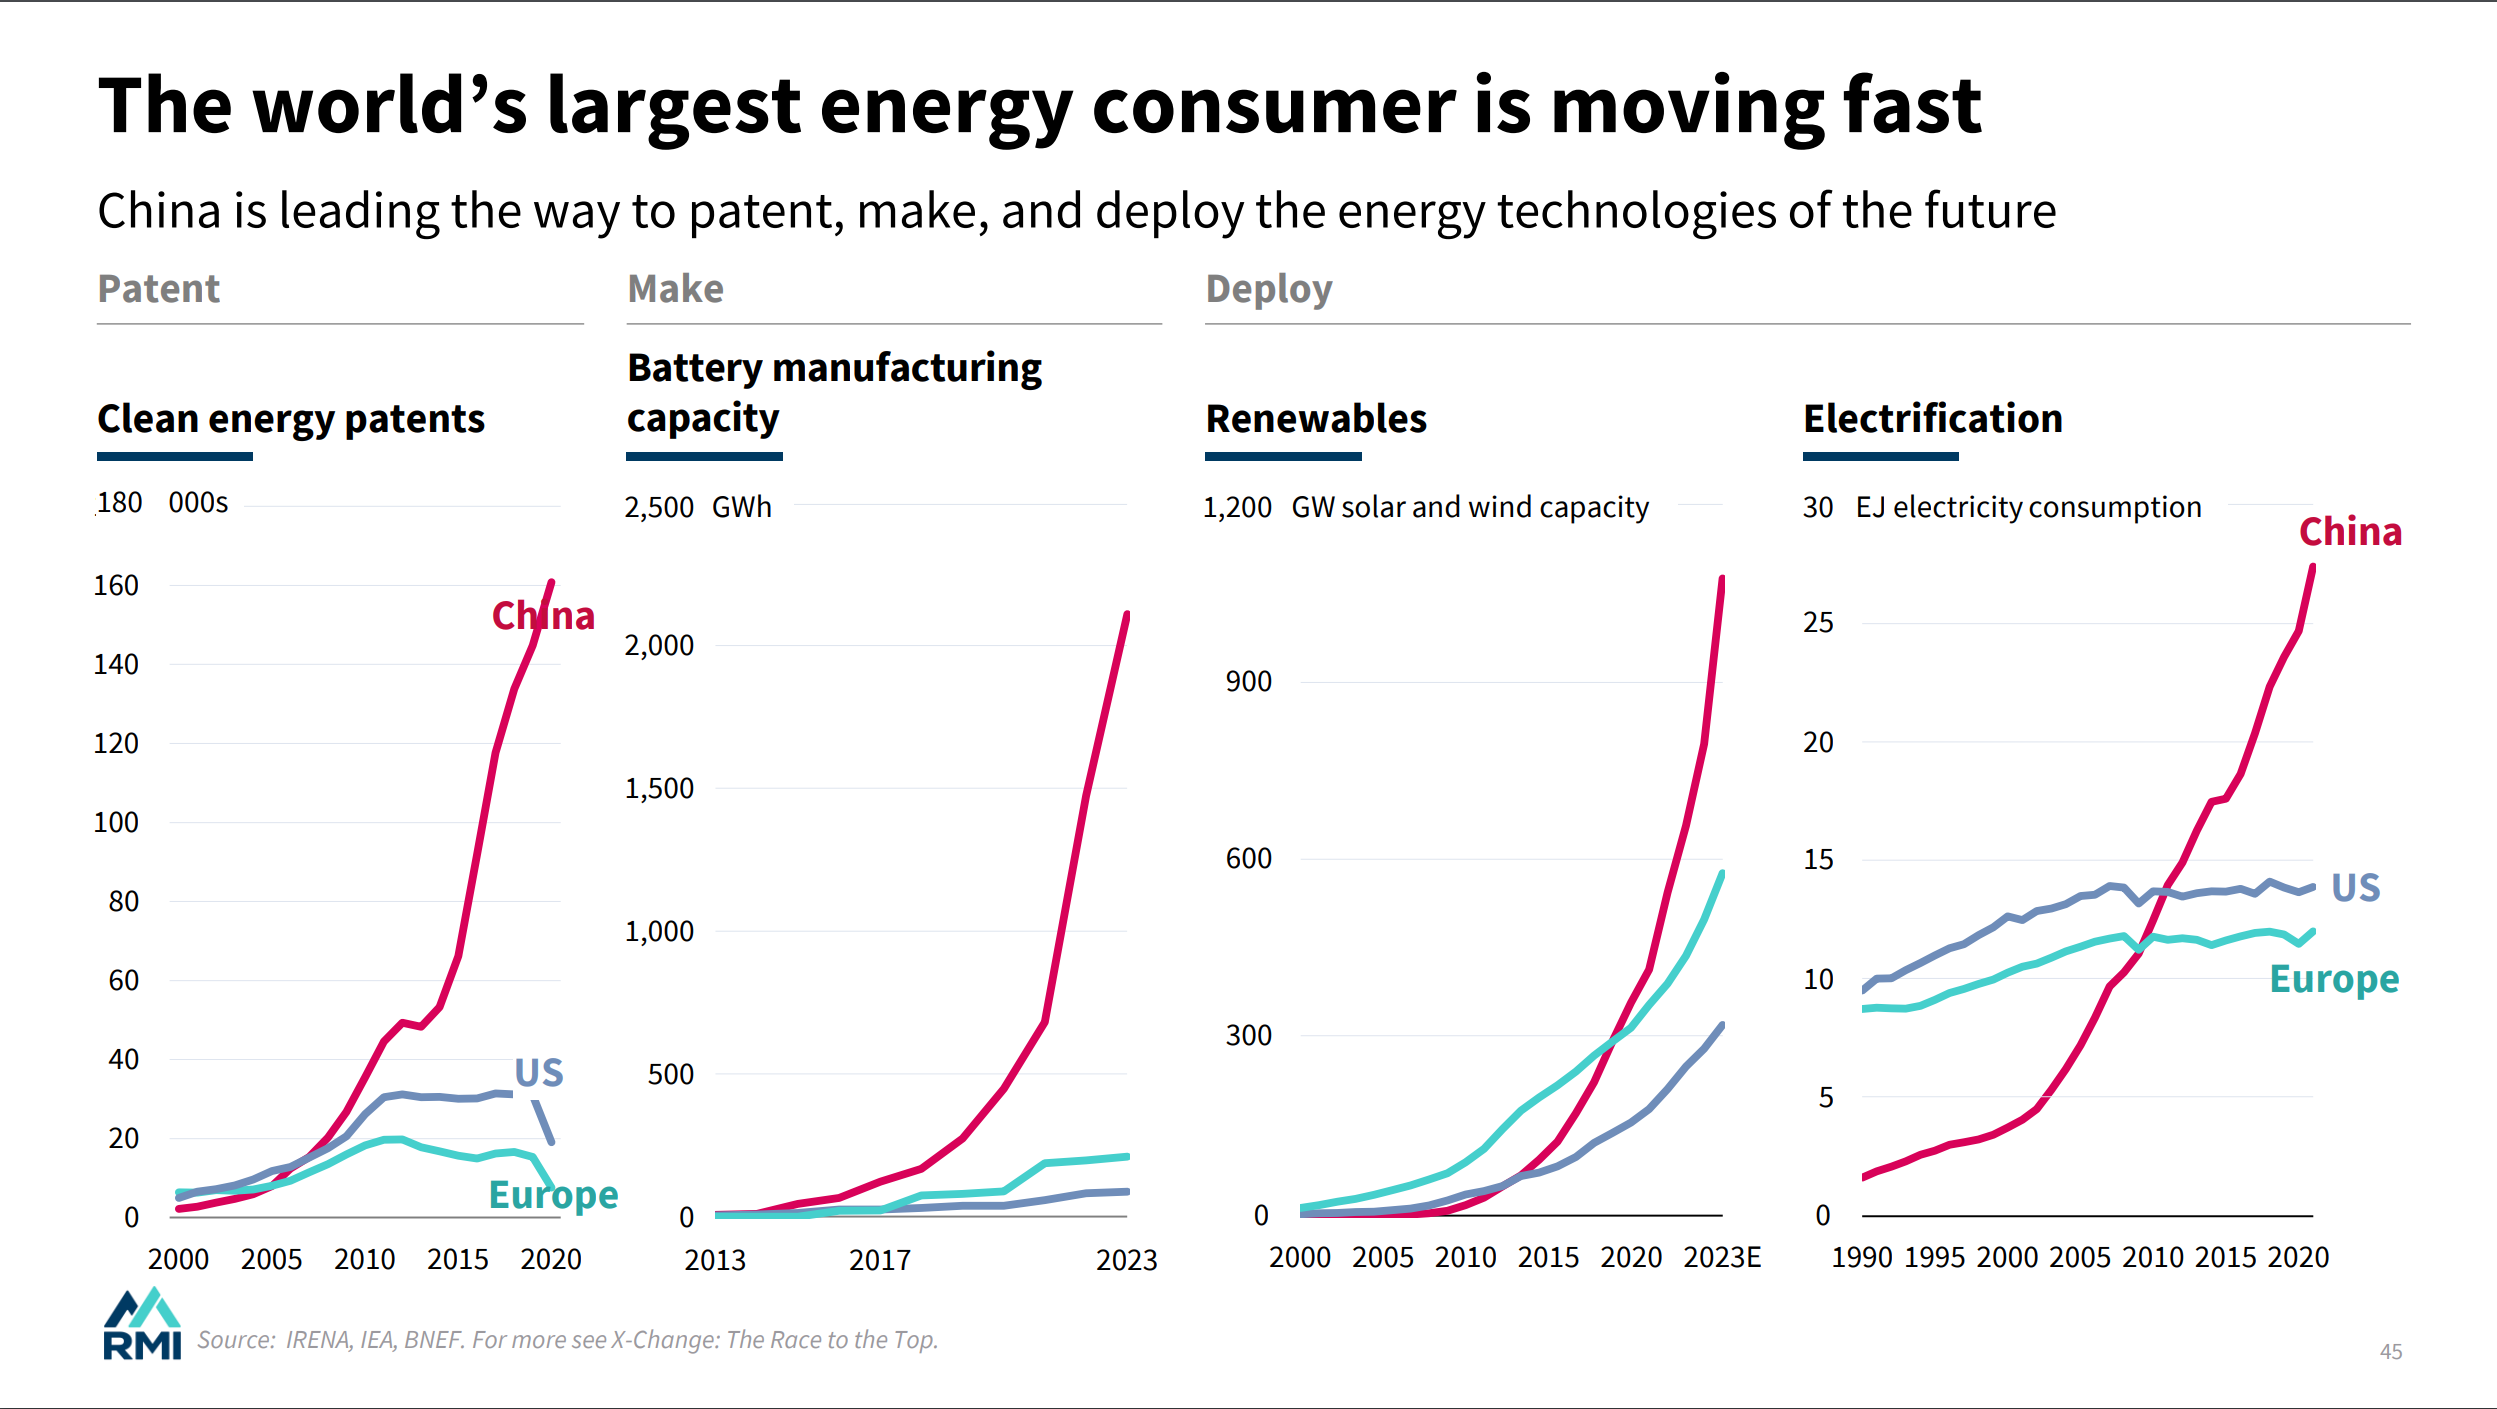 The world’s largest energy consumer is moving fast
China is leading the way to patent, make, and deploy the energy technologies of the future
Patent
Make
Deploy
Clean energy patents
180 000s
160
140
120
100
80
60
40
20
0
2000 2005 2010 2015 2020
China
US
Europe
Battery manufacturing
capacity
2,500 GWh
2,000
1,500
1,000
500
0
2013 2017 2023
Renewables
1,200 GW solar and wind capacity
900
600
300
0
2000 2005 2010 2015 2020 2023E
Electrification
30 EJ electricity consumption
25
20
15
10
5
0
1990 1995 2000 2005 2010 2015 2020
China
US
Europe
RMI
Source: IRENA, IEA, BNEF. For more see X-Change: The Race to the Top.
45